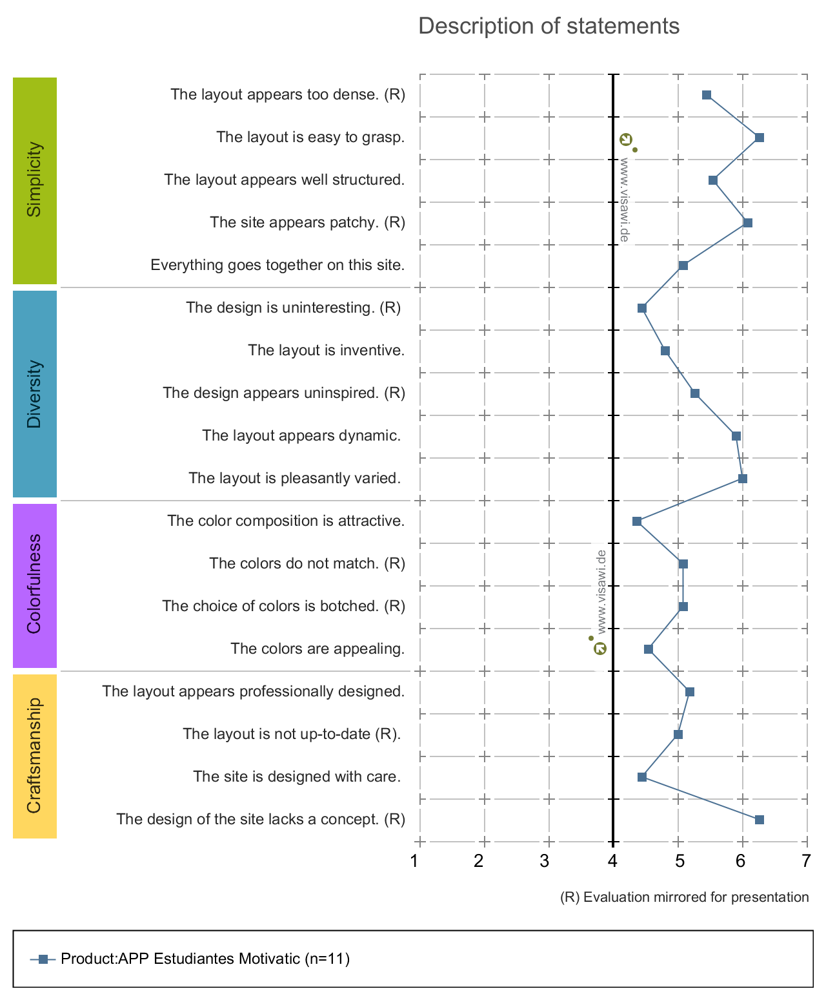 Description of statements
Simplicity
The layout appears too dense. (R)
The layout is easy to grasp.
The layout appears well structured.
The site appears patchy. (R)
Everything goes together on this site.
www.visawi.de
Diversity
The design is uninteresting. (R)
The layout is inventive.
The design appears uninspired. (R)
The layout appears dynamic.
The layout is pleasantly varied.
Colorfulness
The color composition is attractive.
The colors do not match. (R)
The choice of colors is botched. (R)
The colors are appealing.
www.visawi.de
Craftsmanship
The layout appears professionally designed.
The layout is not up-to-date (R).
The site is designed with care.
The design of the site lacks a concept. (R)
1 2 3 4 5 6 7
(R) Evaluation mirrored for presentation
Product:APP Estudiantes Motivatic (n=11)